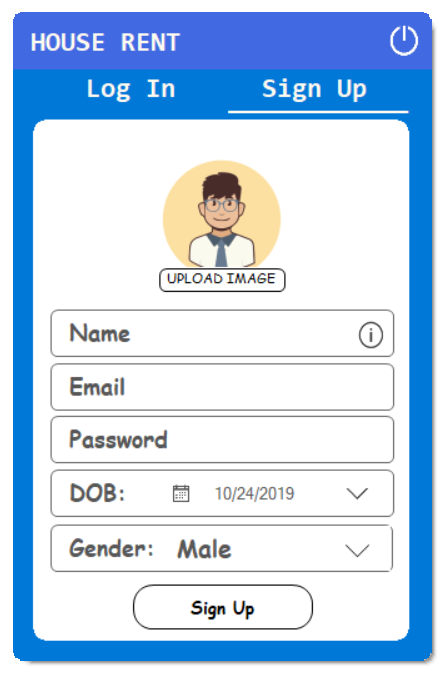 HOUSE RENT
Log In Sign Up
UPLOAD IMAGE
Name
Email
Password
DOB: 10/24/2019
Gender: Male
Sign Up